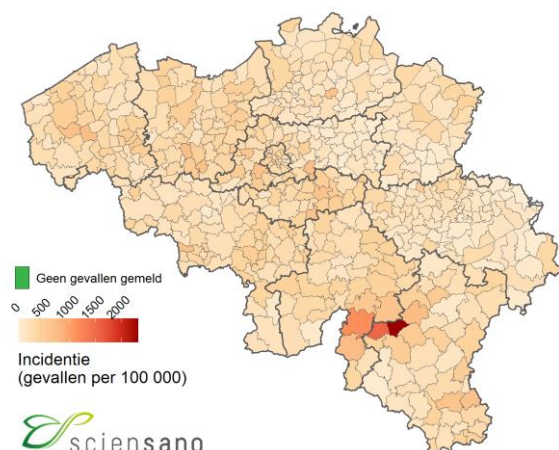 Geen gevallen gemeld
0 500 1000 1500 2000
Incidentie
(gevallen per 100 000)
sciensano